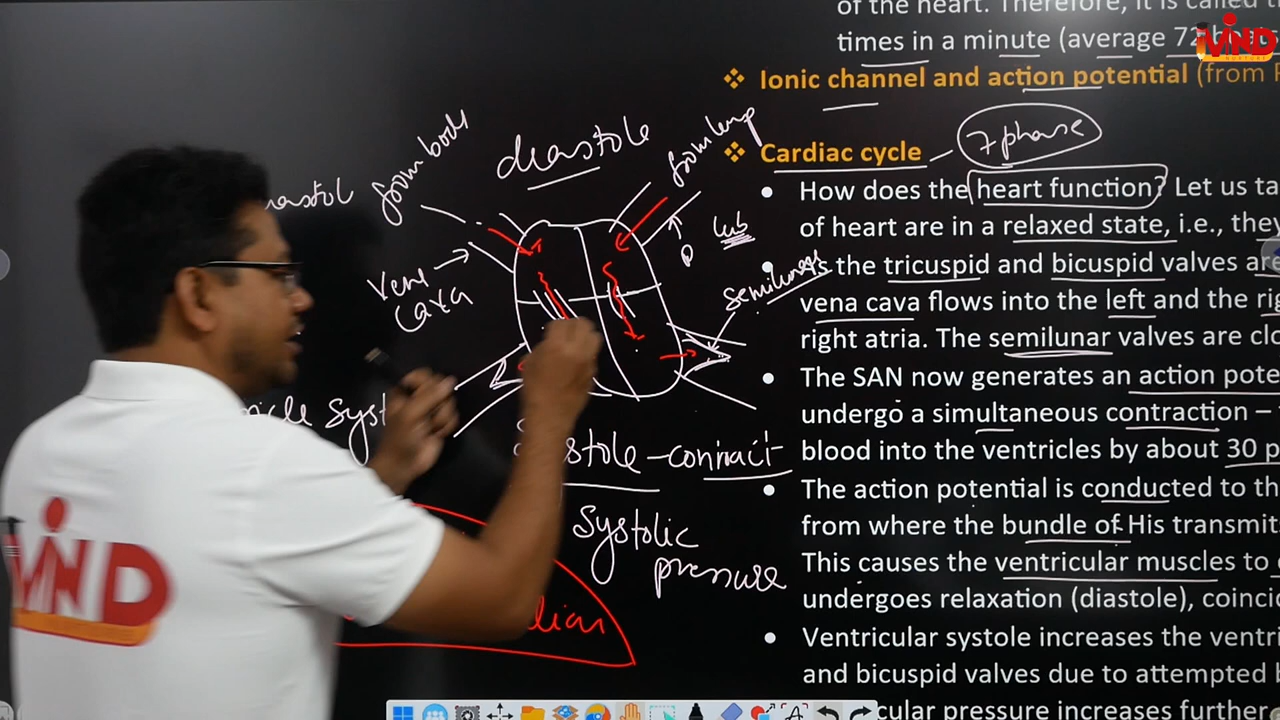 of the heart. Therefore, it is called
times in a minute (average 72 beats
MIND
Ionic channel and action potential (from
Cardiac cycle
7 phase
How does the heart function? Let us ta
of heart are in a relaxed state, i.e., they
As the tricuspid and bicuspid valves are
vena cava flows into the left and the rig
right atria. The semilunar valves are clo
The SAN now generates an action pote
undergo a simultaneous contraction –
blood into the ventricles by about 30 p
The action potential is conducted to th
from where the bundle of His transmit
This causes the ventricular muscles to
undergoes relaxation (diastole), coincid
Ventricular systole increases the ventri
and bicuspid valves due to attempted b
cular pressure increases further
diastole
from body
from lung
Vena
cava
lub
semilunar
stole – contract
Systolic
pressure
MIND